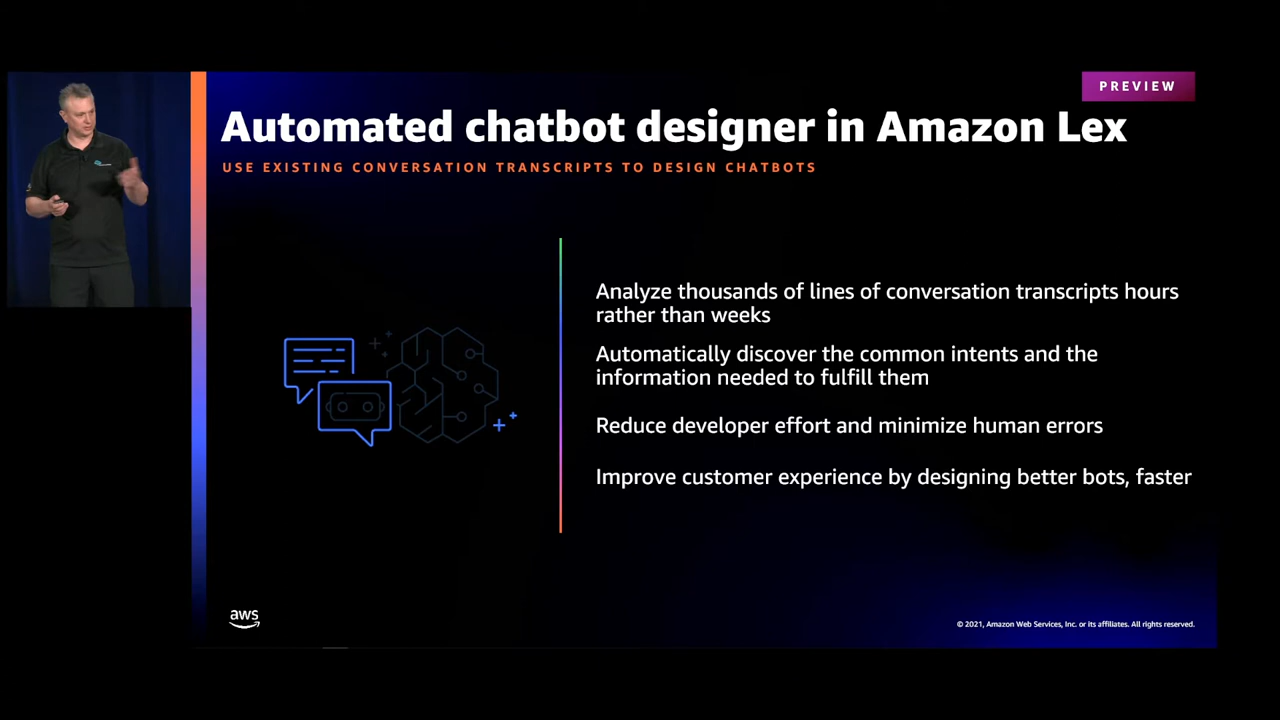 PREVIEW
Automated chatbot designer in Amazon Lex
USE EXISTING CONVERSATION TRANSCRIPTS TO DESIGN CHATBOTS
Analyze thousands of lines of conversation transcripts hours
rather than weeks
Automatically discover the common intents and the
information needed to fulfill them
Reduce developer effort and minimize human errors
Improve customer experience by designing better bots, faster
aws
© 2021, Amazon Web Services, Inc. or its affiliates. All rights reserved.